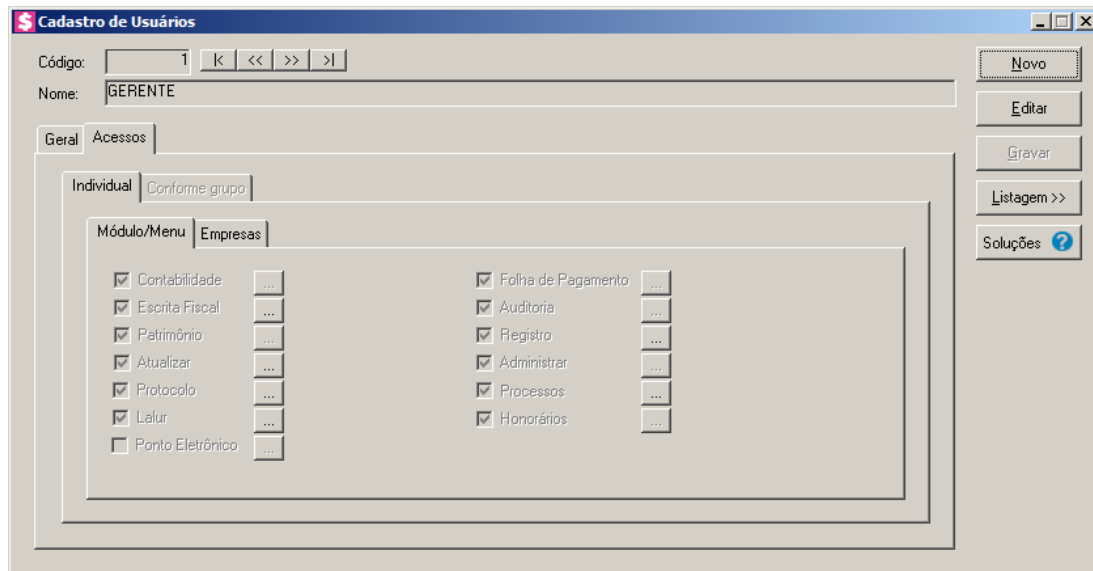 Cadastro de Usuários
Código: 1 |< << >> >|
Nome: GERENTE
Novo
Editar
Gravar
Listagem >>
Soluções ?
Geral Acessos
Individual Conforme grupo
Módulo/Menu Empresas
Contabilidade ... Folha de Pagamento ...
Escrita Fiscal ... Auditoria ...
Patrimônio ... Registro ...
Atualizar ... Administrar ...
Protocolo ... Processos ...
Lalur ... Honorários ...
Ponto Eletrônico ...